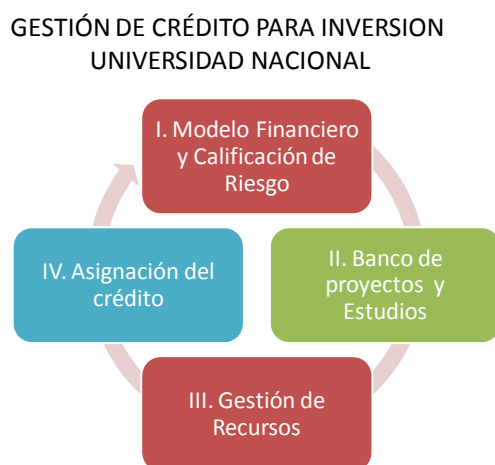 GESTIÓN DE CRÉDITO PARA INVERSION
UNIVERSIDAD NACIONAL
I. Modelo Financiero
y Calificación de
Riesgo
II. Banco de
proyectos y
Estudios
III. Gestión de
Recursos
IV. Asignación del
crédito